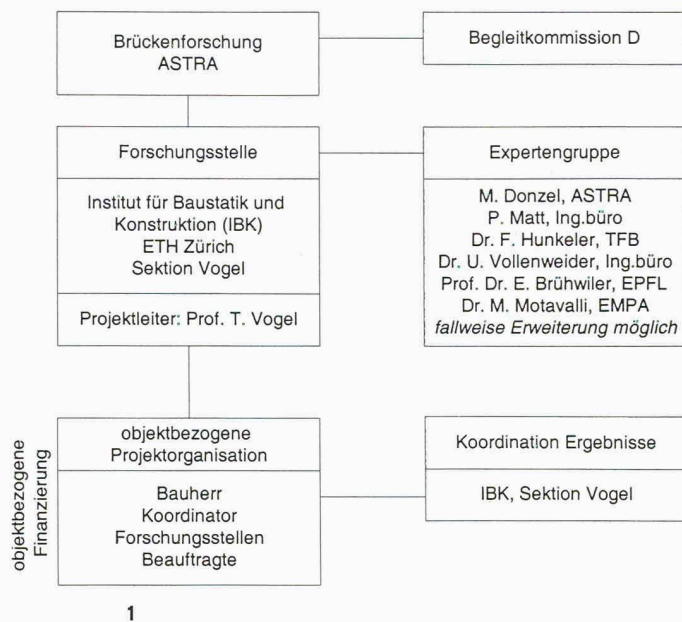 Brückenforschung
ASTRA
Begleitkommission D
Forschungsstelle
Institut für Baustatik und
Konstruktion (IBK)
ETH Zürich
Sektion Vogel
Projektleiter: Prof. T. Vogel
Expertengruppe
M. Donzel, ASTRA
P. Matt, Ing.büro
Dr. F. Hunkeler, TFB
Dr. U. Vollenweider, Ing.büro
Prof. Dr. E. Brühwiler, EPFL
Dr. M. Motavalli, EMPA
fallweise Erweiterung möglich
objektbezogene
Finanzierung
objektbezogene
Projektorganisation
Bauherr
Koordinator
Forschungsstellen
Beauftragte
Koordination Ergebnisse
IBK, Sektion Vogel
1